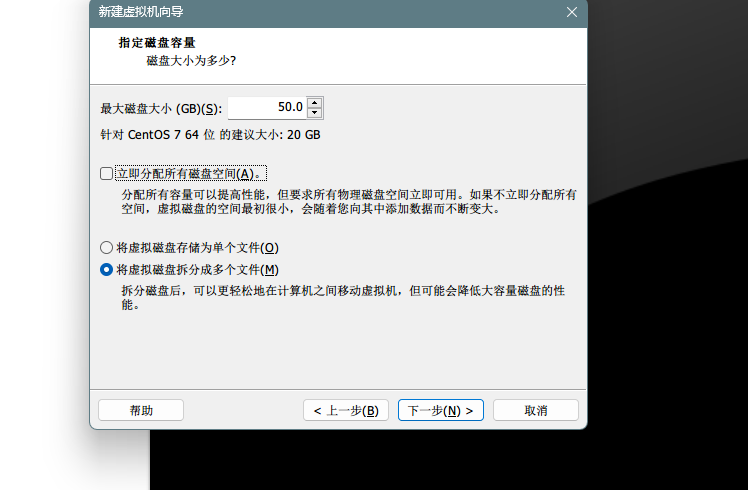 新建虚拟机向导
指定磁盘容量
磁盘大小为多少?
最大磁盘大小 (GB)(S): 50.0
针对 CentOS 7 64 位 的建议大小: 20 GB
立即分配所有磁盘空间(A)。
分配所有容量可以提高性能，但要求所有物理磁盘空间立即可用。如果不立即分配所有
空间，虚拟磁盘的空间最初很小，会随着您向其中添加数据而不断变大。
将虚拟磁盘存储为单个文件(O)
将虚拟磁盘拆分成多个文件(M)
拆分磁盘后，可以更轻松地在计算机之间移动虚拟机，但可能会降低大容量磁盘的性
能。
帮助 < 上一步(B) 下一步(N) > 取消